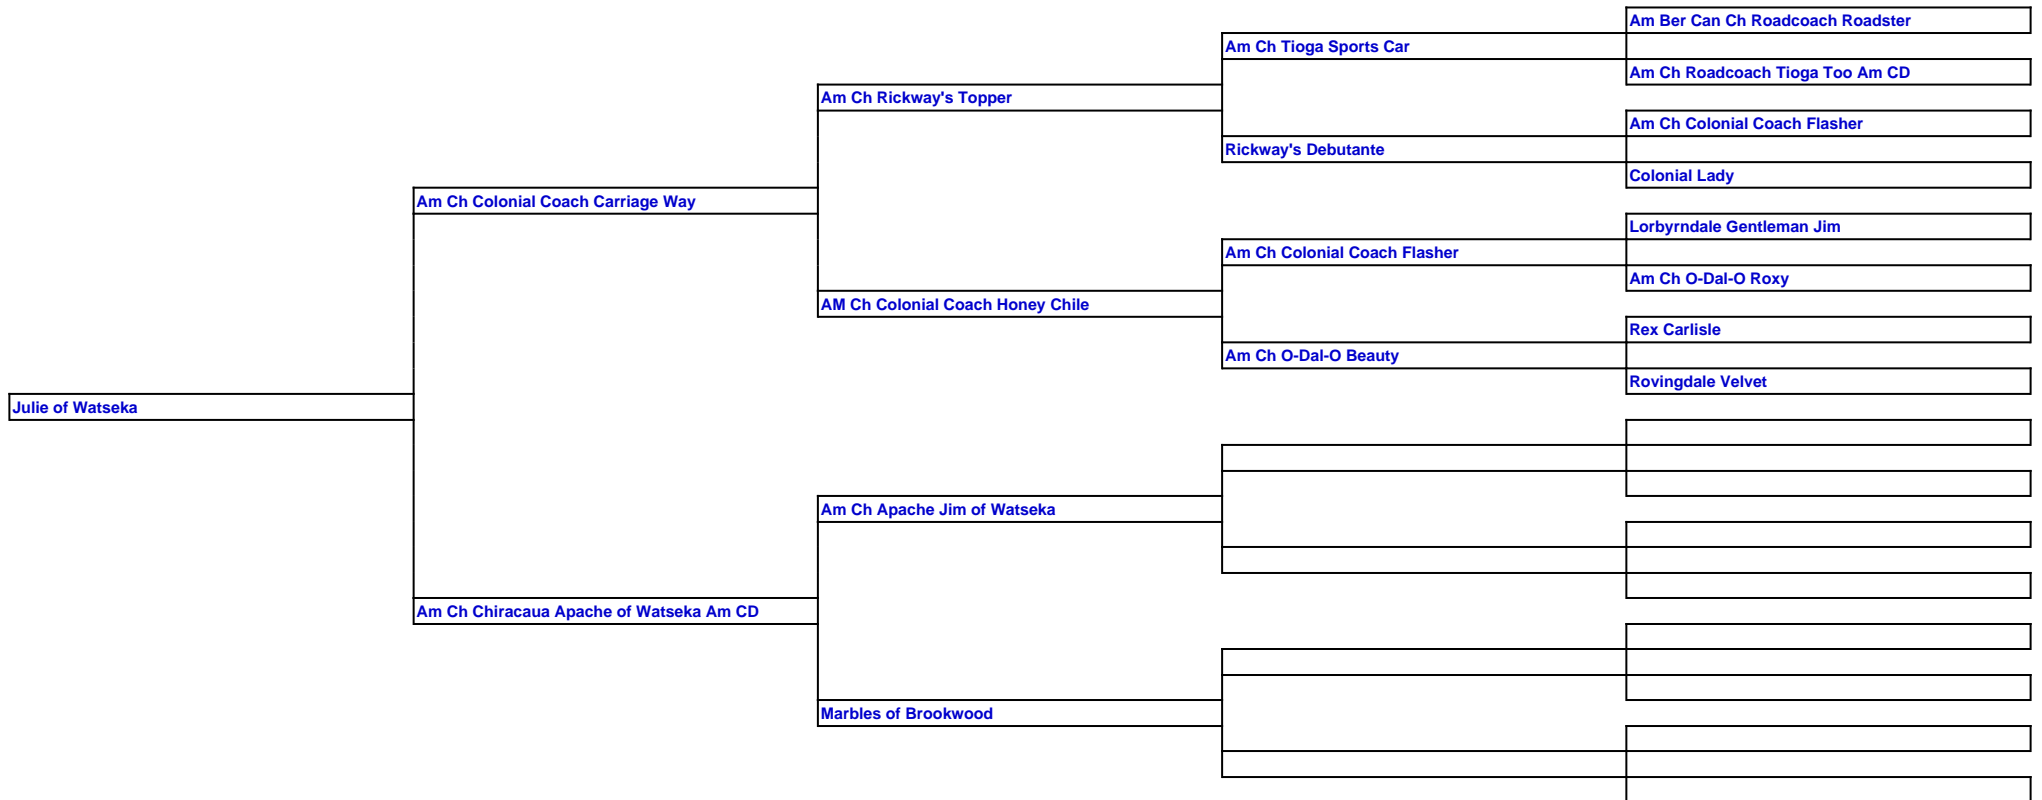 Am Ber Can Ch Roadcoach Roadster
Am Ch Tioga Sports Car
Am Ch Roadcoach Tioga Too Am CD
Am Ch Rickway's Topper
Am Ch Colonial Coach Flasher
Rickway's Debutante
Colonial Lady
Am Ch Colonial Coach Carriage Way
Lorbyrndale Gentleman Jim
Am Ch Colonial Coach Flasher
Am Ch O-Dal-O Roxy
AM Ch Colonial Coach Honey Chile
Rex Carlisle
Am Ch O-Dal-O Beauty
Rovingdale Velvet
Julie of Watseka
Am Ch Apache Jim of Watseka
Am Ch Chiracaua Apache of Watseka Am CD
Marbles of Brookwood